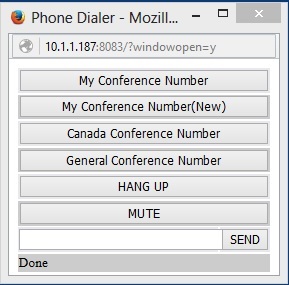 Phone Dialer - Mozill...
10.1.1.187:8083/?windowopen=y
My Conference Number
My Conference Number(New)
Canada Conference Number
General Conference Number
HANG UP
MUTE
SEND
Done